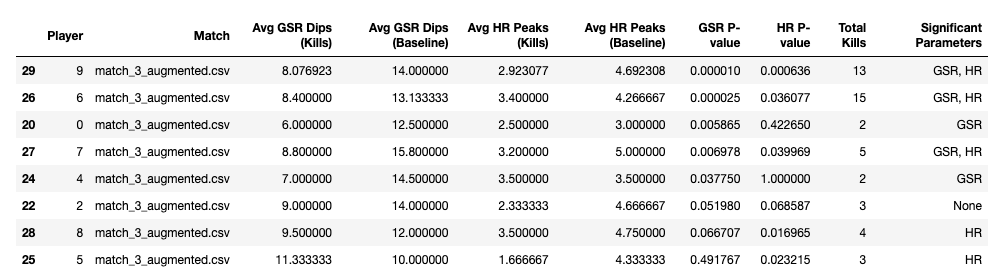 Player Match Avg GSR Dips (Kills) Avg GSR Dips (Baseline) Avg HR Peaks (Kills) Avg HR Peaks (Baseline) GSR P-value HR P-value Total Kills Significant Parameters
29 9 match_3_augmented.csv 8.076923 14.000000 2.923077 4.692308 0.000010 0.000636 13 GSR, HR
26 6 match_3_augmented.csv 8.400000 13.133333 3.400000 4.266667 0.000025 0.036077 15 GSR, HR
20 0 match_3_augmented.csv 6.000000 12.500000 2.500000 3.000000 0.005865 0.422650 2 GSR
27 7 match_3_augmented.csv 8.800000 15.800000 3.200000 5.000000 0.006978 0.039969 5 GSR, HR
24 4 match_3_augmented.csv 7.000000 14.500000 3.500000 3.500000 0.037750 1.000000 2 GSR
22 2 match_3_augmented.csv 9.000000 14.000000 2.333333 4.666667 0.051980 0.068587 3 None
28 8 match_3_augmented.csv 9.500000 12.000000 3.500000 4.750000 0.066707 0.016965 4 HR
25 5 match_3_augmented.csv 11.333333 10.000000 1.666667 4.333333 0.491767 0.023215 3 HR